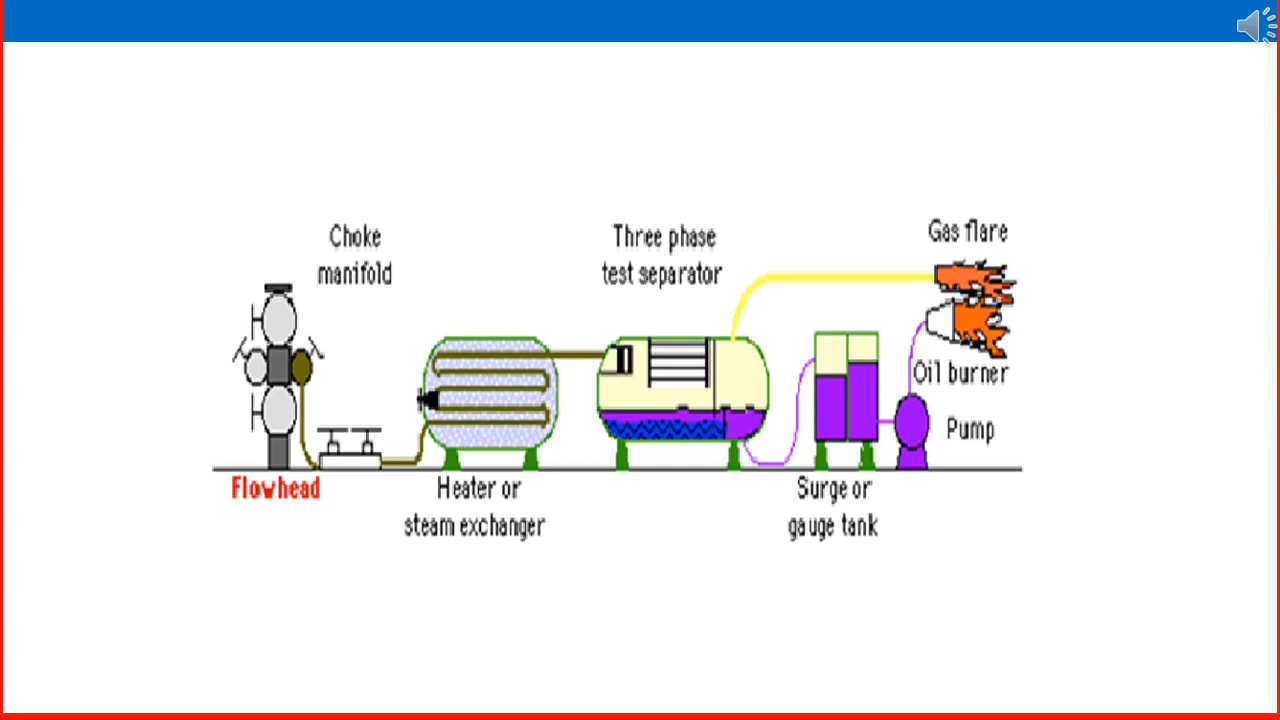 Choke
manifold
Three phase
test separator
Gas flare
Oil burner
Pump
Flowhead
Heater or
steam exchanger
Surge or
gauge tank